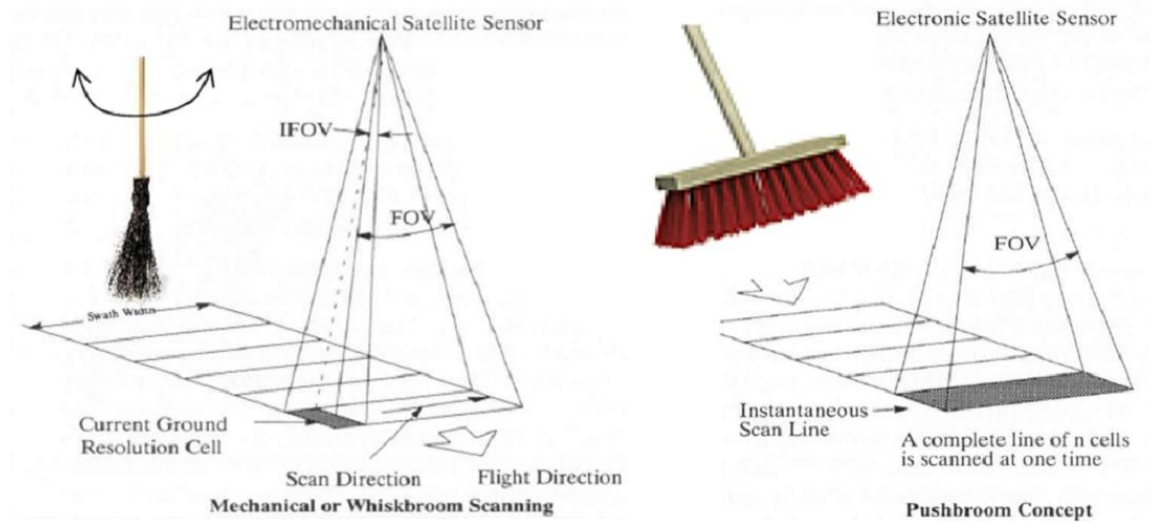 Electromechanical Satellite Sensor
IFOV
FOV
Swath Width
Current Ground
Resolution Cell
Scan Direction
Flight Direction
Mechanical or Whiskbroom Scanning
Electronic Satellite Sensor
FOV
Instantaneous
Scan Line
A complete line of n cells
is scanned at one time
Pushbroom Concept